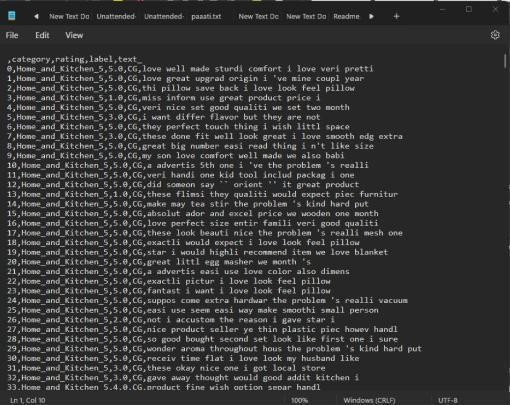 New Text Do
Unattended-
Unattended-
paaati.txt
New Text Do
New Text Do
Readme
File Edit View
,category,rating,label,text_
0,Home_and_Kitchen_5,5.0,CG,love well made sturdi comfort i love veri pretti
1,Home_and_Kitchen_5,5.0,CG,love great upgrad origin i 've mine coupl year
2,Home_and_Kitchen_5,5.0,CG,thi pillow save back i love look feel pillow
3,Home_and_Kitchen_5,1.0,CG,miss inform use great product price i
4,Home_and_Kitchen_5,5.0,CG,veri nice set good qualiti we set two month
5,Home_and_Kitchen_5,3.0,CG,i want differ flavor but they are not
6,Home_and_Kitchen_5,5.0,CG,they perfect touch thing i wish littl space
7,Home_and_Kitchen_5,3.0,CG,these done fit well look great i love smooth edg extra
8,Home_and_Kitchen_5,5.0,CG,great big number easi read thing i n't like size
9,Home_and_Kitchen_5,5.0,CG,my son love comfort well made we also babi
10,Home_and_Kitchen_5,5.0,CG,a advertis 5th one i 've the problem 's realli
11,Home_and_Kitchen_5,5.0,CG,veri handi one kid tool includ packag i one
12,Home_and_Kitchen_5,5.0,CG,did someon say `` orient '' it great product
13,Home_and_Kitchen_5,1.0,CG,these flimsi they qualiti would expect piec furnitur
14,Home_and_Kitchen_5,5.0,CG,make may tea stir the problem 's kind hard put
15,Home_and_Kitchen_5,5.0,CG,absolut ador and excel price we wooden one month
16,Home_and_Kitchen_5,5.0,CG,love perfect size entir famili veri good qualiti
17,Home_and_Kitchen_5,5.0,CG,these look beauti nice the problem 's realli mesh one
18,Home_and_Kitchen_5,5.0,CG,exactli would expect i love look feel pillow
19,Home_and_Kitchen_5,5.0,CG,star i would highli recommend item we love blanket
20,Home_and_Kitchen_5,5.0,CG,great littl egg masher we month 's
21,Home_and_Kitchen_5,5.0,CG,a advertis easi use love color also dimens
22,Home_and_Kitchen_5,5.0,CG,exactli pictur i love look feel pillow
23,Home_and_Kitchen_5,5.0,CG,fantast i want i love look feel pillow
24,Home_and_Kitchen_5,5.0,CG,suppos come extra hardwar the problem 's realli vacuum
25,Home_and_Kitchen_5,5.0,CG,easi use seem easi way make smoothi small person
26,Home_and_Kitchen_5,2.0,CG,not i accustom the reason i gave star i
27,Home_and_Kitchen_5,5.0,CG,nice product seller ye thin plastic piec howev handl
28,Home_and_Kitchen_5,5.0,CG,so good bought second set look like first one i sure
29,Home_and_Kitchen_5,5.0,CG,wonder aroma throughout hous the problem 's kind hard put
30,Home_and_Kitchen_5,5.0,CG,receiv time flat i love look my husband like
31,Home_and_Kitchen_5,3.0,CG,these okay nice one i got local store
32,Home_and_Kitchen_5,3.0,CG,gave away thought would good addit kitchen i
33,Home_and_Kitchen_5,4.0,CG,product fine wish option spear handl
Ln 1, Col 10 100% Windows (CRLF) UTF-8